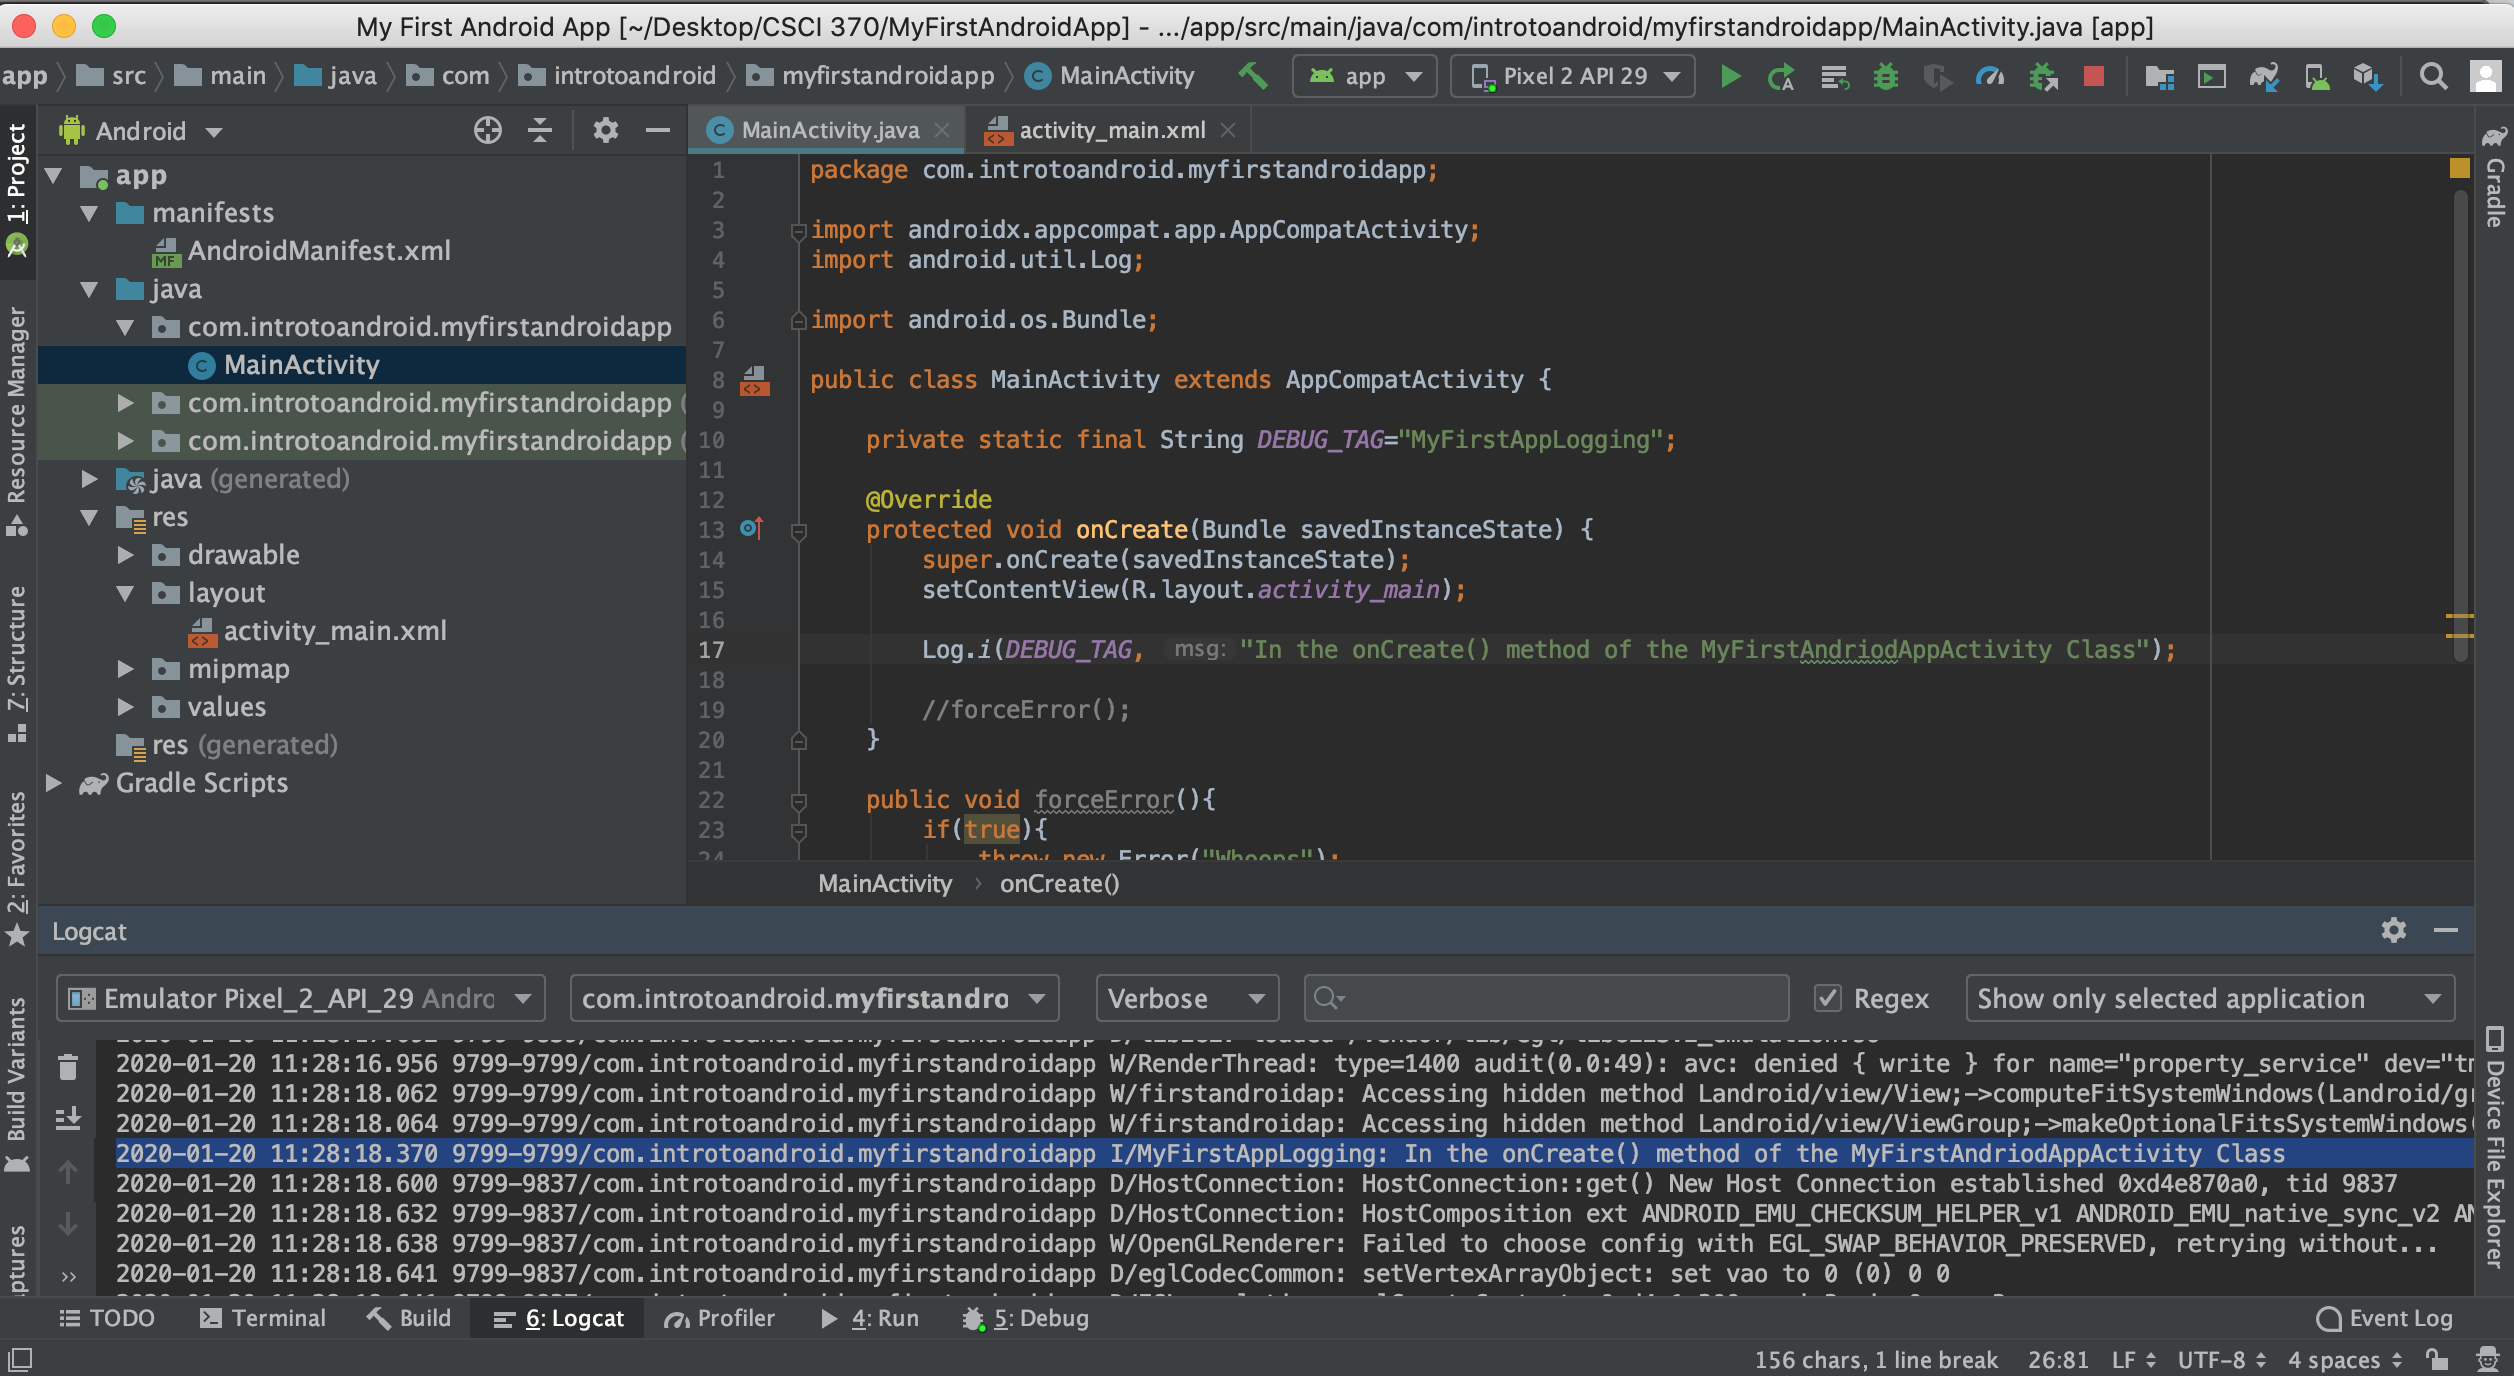 My First Android App [~/Desktop/CSCI 370/MyFirstAndroidApp] - .../app/src/main/java/com/introtoandroid/myfirstandroidapp/MainActivity.java [app]
app src main java com introtoandroid myfirstandroidapp MainActivity app Pixel 2 API 29
1: Project
Resource Manager
7: Structure
2: Favorites
Build Variants
Android
app
manifests
AndroidManifest.xml
java
com.introtoandroid.myfirstandroidapp
MainActivity
com.introtoandroid.myfirstandroidapp (
com.introtoandroid.myfirstandroidapp (
java (generated)
res
drawable
layout
activity_main.xml
mipmap
values
res (generated)
Gradle Scripts
MainActivity.java activity_main.xml
1 package com.introtoandroid.myfirstandroidapp;
2
3 import androidx.appcompat.app.AppCompatActivity;
4 import android.util.Log;
5
6 import android.os.Bundle;
7
8 public class MainActivity extends AppCompatActivity {
9
10 private static final String DEBUG_TAG="MyFirstAppLogging";
11
12 @Override
13 protected void onCreate(Bundle savedInstanceState) {
14 super.onCreate(savedInstanceState);
15 setContentView(R.layout.activity_main);
16
17 Log.i(DEBUG_TAG, msg: "In the onCreate() method of the MyFirstAndriodAppActivity Class");
18
19 //forceError();
20 }
21
22 public void forceError(){
23 if(true){
24 throw new Error("Whoops");
MainActivity › onCreate()
Gradle
Device File Explorer
Logcat
Emulator Pixel_2_API_29 Andro com.introtoandroid.myfirstandro Verbose Regex Show only selected application
2020-01-20 11:28:16.956 9799-9799/com.introtoandroid.myfirstandroidapp W/RenderThread: type=1400 audit(0.0:49): avc: denied { write } for name="property_service" dev="tm
2020-01-20 11:28:18.062 9799-9799/com.introtoandroid.myfirstandroidapp W/firstandroidap: Accessing hidden method Landroid/view/View;->computeFitSystemWindows(Landroid/gr
2020-01-20 11:28:18.064 9799-9799/com.introtoandroid.myfirstandroidapp W/firstandroidap: Accessing hidden method Landroid/view/ViewGroup;->makeOptionalFitsSystemWindows(
2020-01-20 11:28:18.370 9799-9799/com.introtoandroid.myfirstandroidapp I/MyFirstAppLogging: In the onCreate() method of the MyFirstAndriodAppActivity Class
2020-01-20 11:28:18.600 9799-9837/com.introtoandroid.myfirstandroidapp D/HostConnection: HostConnection::get() New Host Connection established 0xd4e870a0, tid 9837
2020-01-20 11:28:18.632 9799-9837/com.introtoandroid.myfirstandroidapp D/HostConnection: HostComposition ext ANDROID_EMU_CHECKSUM_HELPER_v1 ANDROID_EMU_native_sync_v2 AN
2020-01-20 11:28:18.638 9799-9837/com.introtoandroid.myfirstandroidapp W/OpenGLRenderer: Failed to choose config with EGL_SWAP_BEHAVIOR_PRESERVED, retrying without...
2020-01-20 11:28:18.641 9799-9837/com.introtoandroid.myfirstandroidapp D/eglCodecCommon: setVertexArrayObject: set vao to 0 (0) 0 0
TODO Terminal Build 6: Logcat Profiler 4: Run 5: Debug Event Log
156 chars, 1 line break 26:81 LF UTF-8 4 spaces